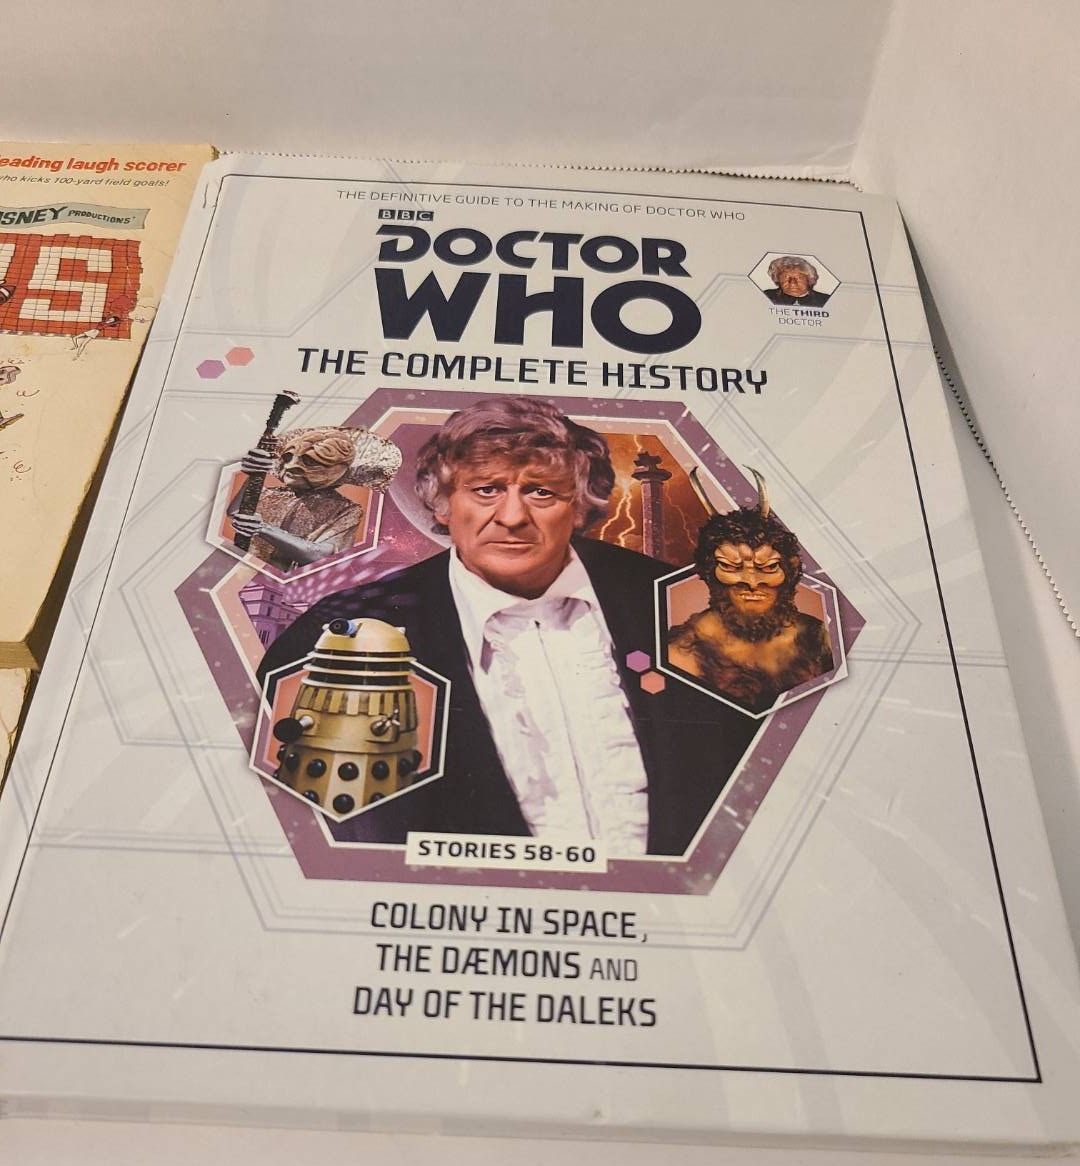 eading laugh scorer
who kicks 100-yard field goals!
SNEY PRODUCTIONS'
S
THE DEFINITIVE GUIDE TO THE MAKING OF DOCTOR WHO
BBC
DOCTOR
WHO
THE COMPLETE HISTORY
THE THIRD
DOCTOR
STORIES 58-60
COLONY IN SPACE,
THE DÆMONS AND
DAY OF THE DALEKS